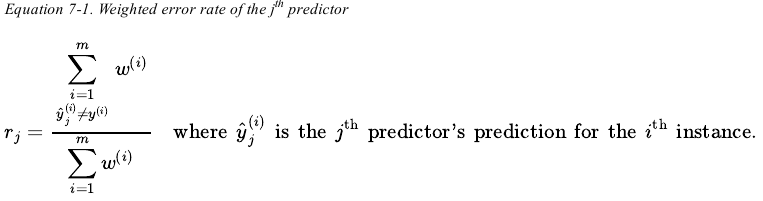 Equation 7-1. Weighted error rate of the jth predictor
m
∑ w(i)
i=1
ŷj(i)≠y(i)
rj = ―――― where ŷj(i) is the jth predictor's prediction for the ith instance.
m
∑ w(i)
i=1